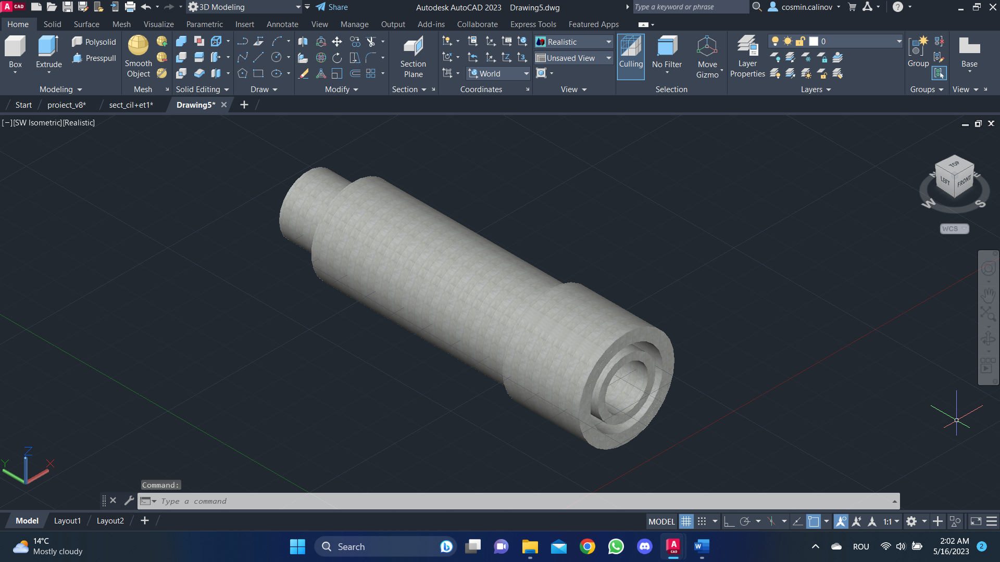 A CAD
3D Modeling
Share
Autodesk AutoCAD 2023 Drawing5.dwg
Type a keyword or phrase
cosmin.calinov
Home Solid Surface Mesh Visualize Parametric Insert Annotate View Manage Output Add-ins Collaborate Express Tools Featured Apps
Box
Extrude
Polysolid
Presspull
Smooth
Object
Section
Plane
Realistic
Unsaved View
World
Culling
No Filter
Move
Gizmo
Layer
Properties
0
Group
Base
Modeling Mesh Solid Editing Draw Modify Section Coordinates View Selection Layers Groups View
Start proiect_v8* sect_cil+et1* Drawing5*
[−][SW Isometric][Realistic]
TOP
LEFT FRONT
W S
WCS
Z
Y X
Command:
Type a command
Model Layout1 Layout2
MODEL 1:1
14°C
Mostly cloudy
Search
A CAD
W
ROU
2:02 AM
5/16/2023
2